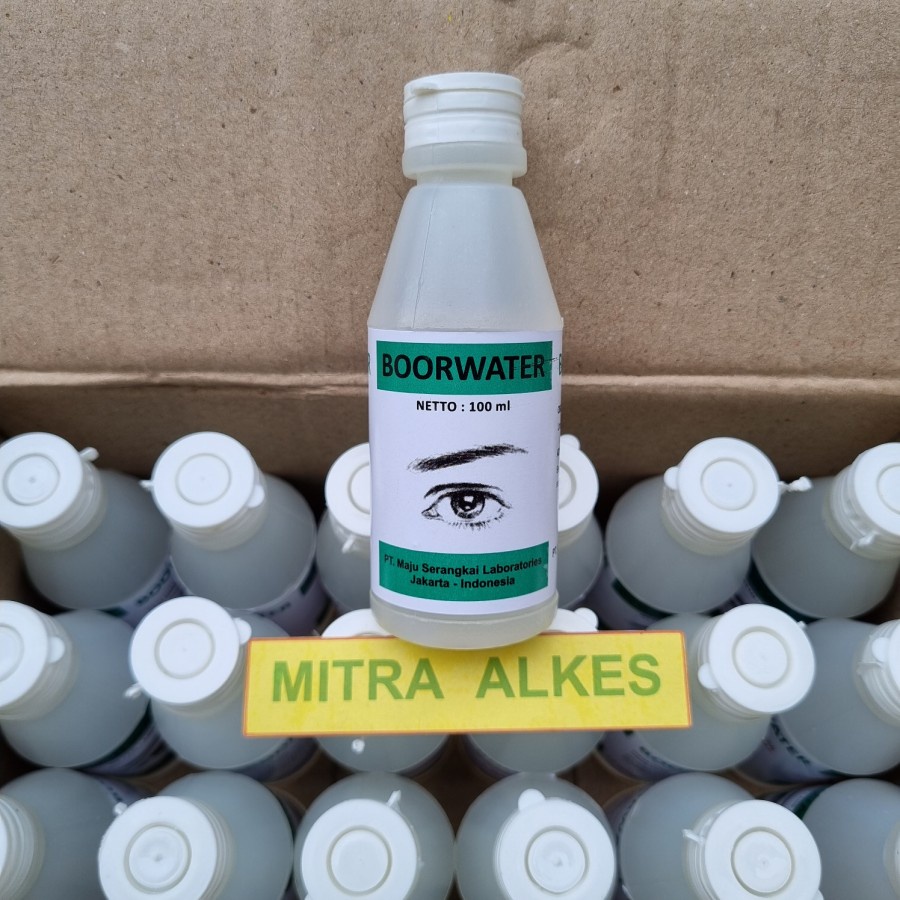 BOORWATER
NETTO : 100 ml
PT. Maju Serangkai Laboratories
Jakarta - Indonesia
MITRA ALKES